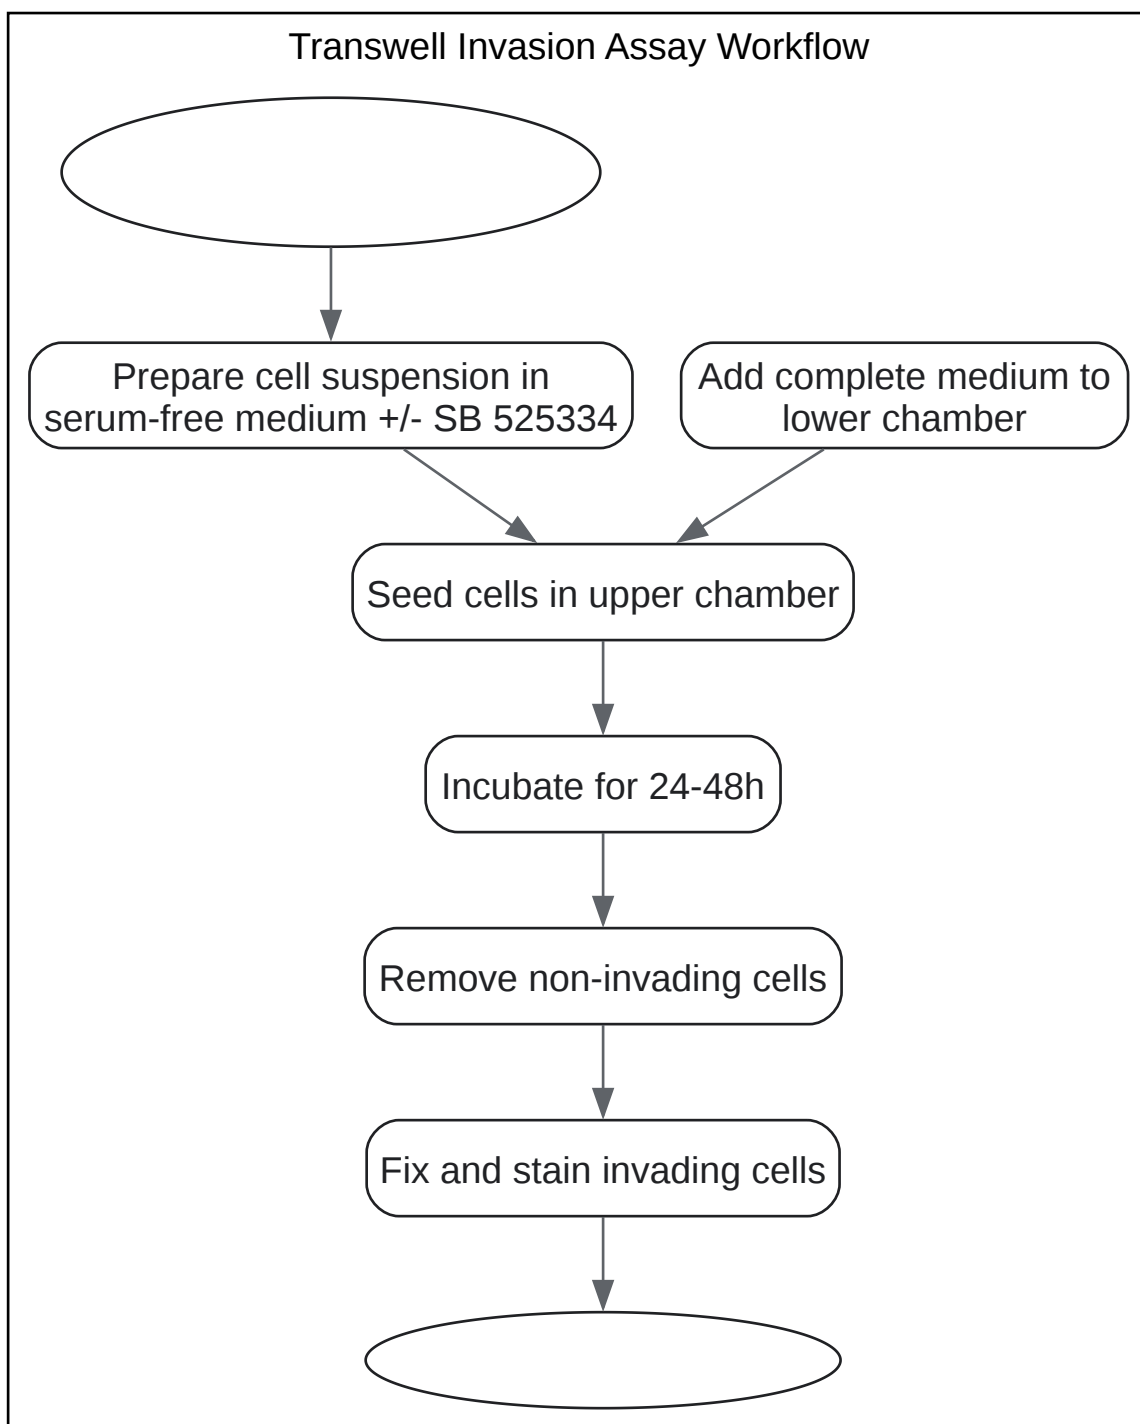 Transwell Invasion Assay Workflow
Prepare cell suspension in
serum-free medium +/- SB 525334
Add complete medium to
lower chamber
Seed cells in upper chamber
Incubate for 24-48h
Remove non-invading cells
Fix and stain invading cells